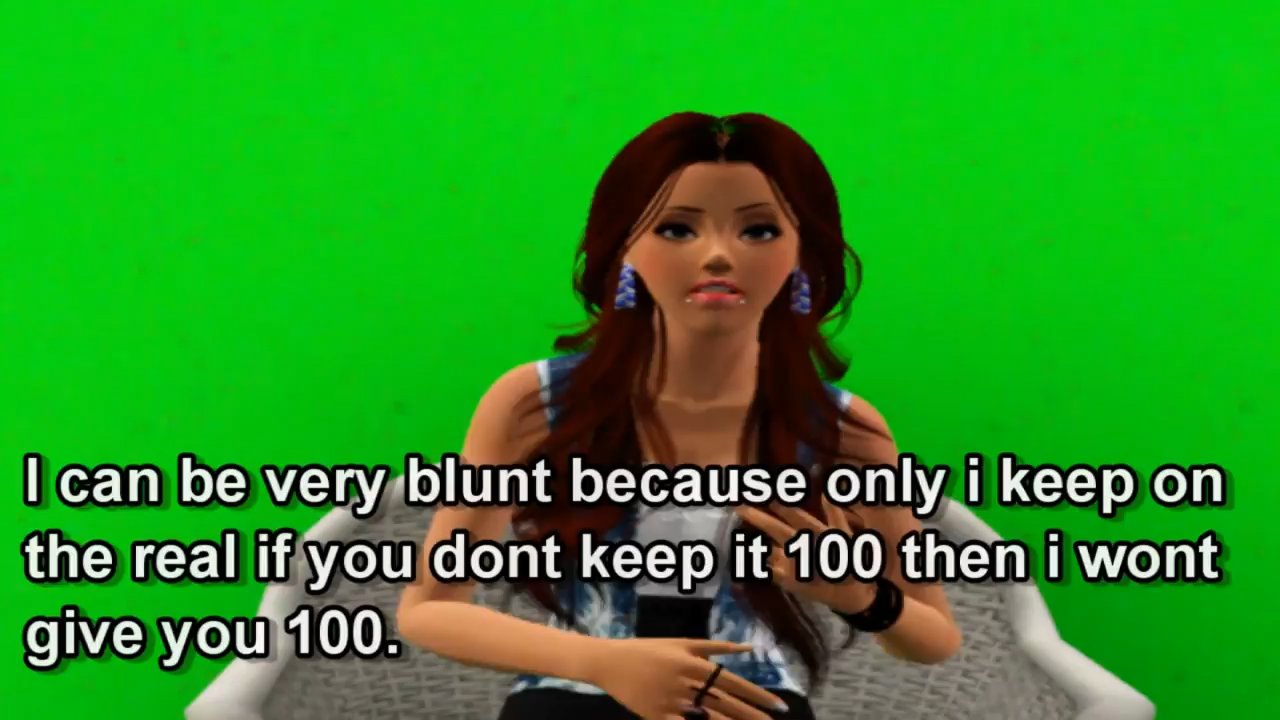 I can be very blunt because only i keep on
the real if you dont keep it 100 then i wont
give you 100.